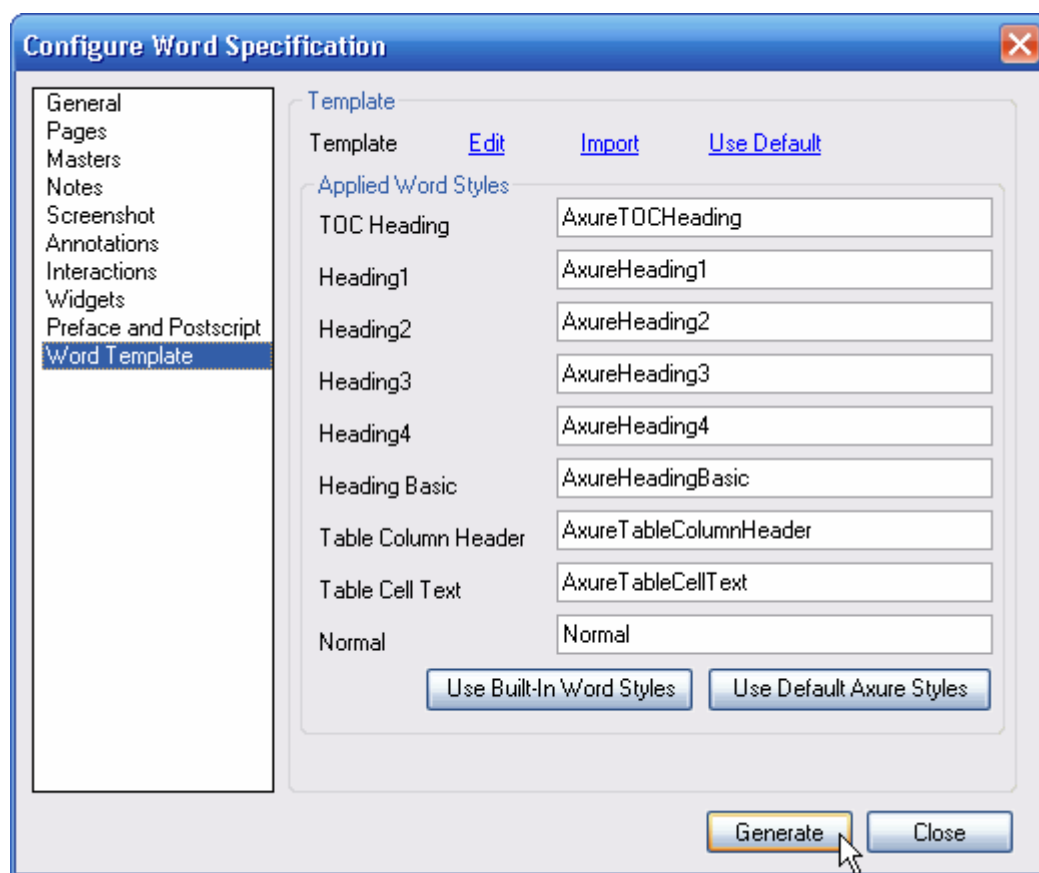 Configure Word Specification
General
Pages
Masters
Notes
Screenshot
Annotations
Interactions
Widgets
Preface and Postscript
Word Template
Template
Template Edit Import Use Default
Applied Word Styles
TOC Heading AxureTOCHeading
Heading1 AxureHeading1
Heading2 AxureHeading2
Heading3 AxureHeading3
Heading4 AxureHeading4
Heading Basic AxureHeadingBasic
Table Column Header AxureTableColumnHeader
Table Cell Text AxureTableCellText
Normal Normal
Use Built-In Word Styles Use Default Axure Styles
Generate Close